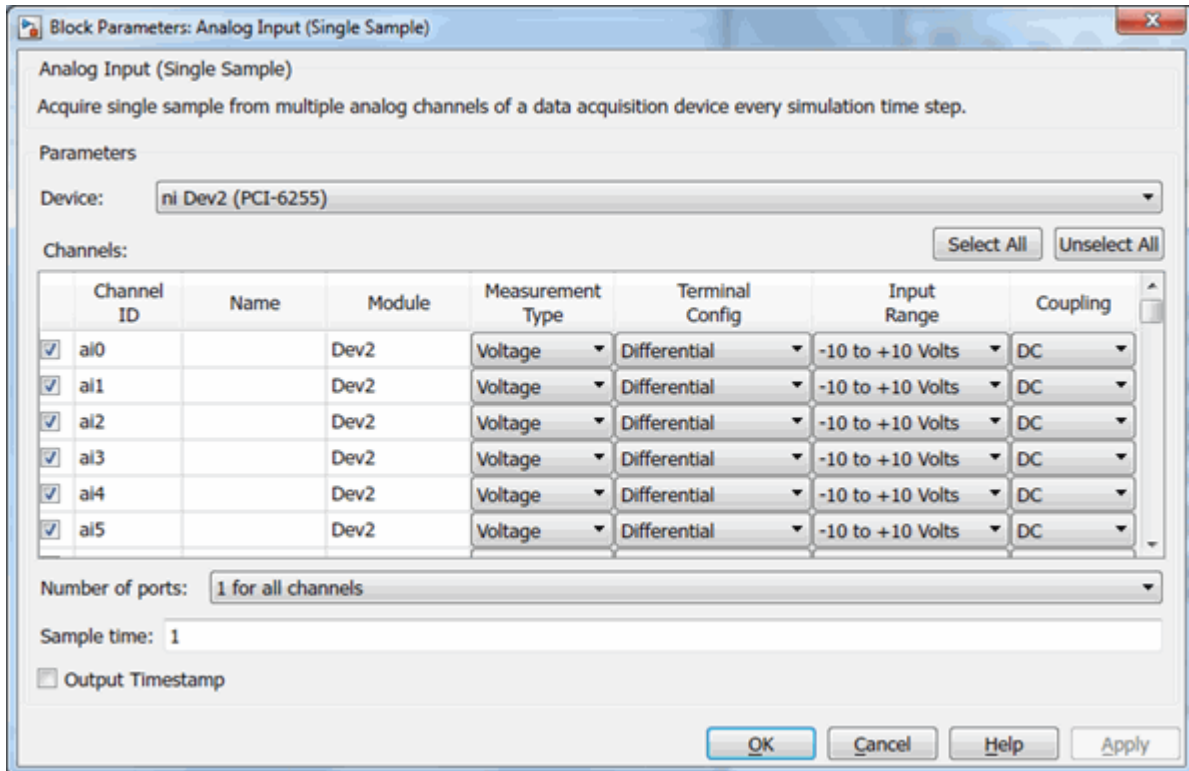 Block Parameters: Analog Input (Single Sample)
Analog Input (Single Sample)
Acquire single sample from multiple analog channels of a data acquisition device every simulation time step.
Parameters
Device: ni Dev2 (PCI-6255)
Channels: Select All Unselect All
Channel ID Name Module Measurement Type Terminal Config Input Range Coupling
ai0 Dev2 Voltage Differential -10 to +10 Volts DC
ai1 Dev2 Voltage Differential -10 to +10 Volts DC
ai2 Dev2 Voltage Differential -10 to +10 Volts DC
ai3 Dev2 Voltage Differential -10 to +10 Volts DC
ai4 Dev2 Voltage Differential -10 to +10 Volts DC
ai5 Dev2 Voltage Differential -10 to +10 Volts DC
Number of ports: 1 for all channels
Sample time: 1
Output Timestamp
OK Cancel Help Apply